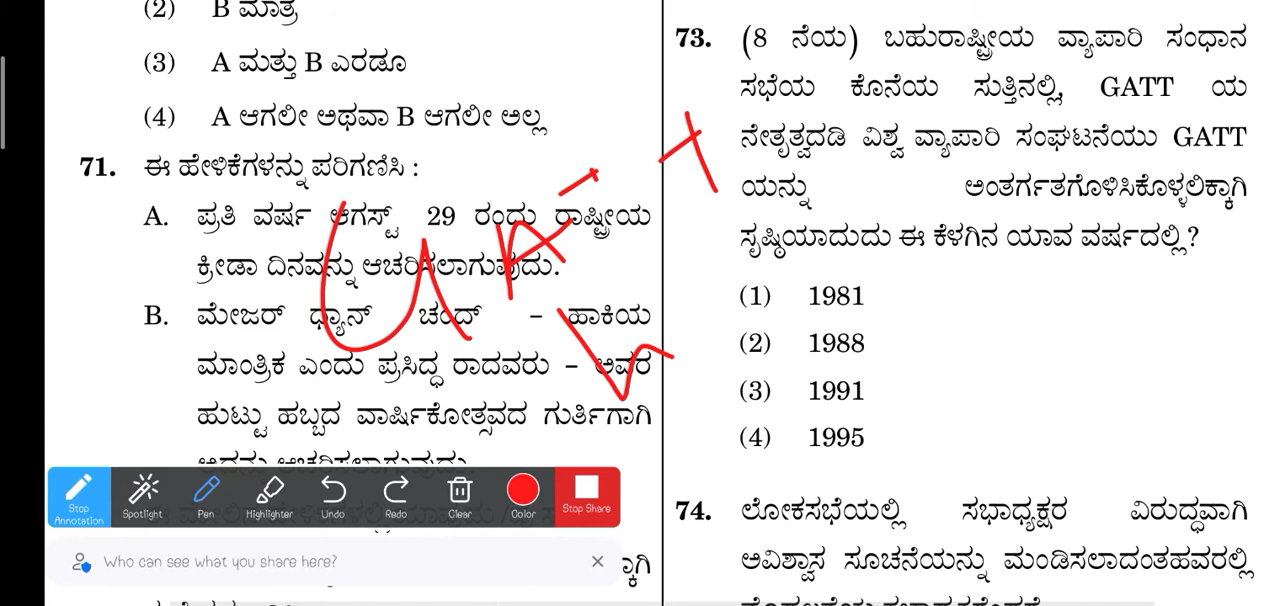 (2) B ಮಾತ್ರ
(3) A ಮತ್ತು B ಎರಡೂ
(4) A ಆಗಲೀ ಅಥವಾ B ಆಗಲೀ ಅಲ್ಲ
71. ಈ ಹೇಳಿಕೆಗಳನ್ನು ಪರಿಗಣಿಸಿ :
A. ಪ್ರತಿ ವರ್ಷ ಆಗಸ್ಟ್ 29 ರಂದು ರಾಷ್ಟ್ರೀಯ
ಕ್ರೀಡಾ ದಿನವನ್ನು ಆಚರಿಸಲಾಗುವುದು.
B. ಮೇಜರ್ ಧ್ಯಾನ್ ಚಂದ್ – ಹಾಕಿಯ
ಮಾಂತ್ರಿಕ ಎಂದು ಪ್ರಸಿದ್ಧ ರಾದವರು – ಅವರ
ಹುಟ್ಟು ಹಬ್ಬದ ವಾರ್ಷಿಕೋತ್ಸವದ ಗುರ್ತಿಗಾಗಿ
ಅದನ್ನು ಆಚರಿಸಲಾಗುವುದು.
Stop Annotation
Spotlight
Pen
Highlighter
Undo
Redo
Clear
Color
Stop Share
Who can see what you share here?
73. (8 ನೆಯ) ಬಹುರಾಷ್ಟ್ರೀಯ ವ್ಯಾಪಾರಿ ಸಂಧಾನ
ಸಭೆಯ ಕೊನೆಯ ಸುತ್ತಿನಲ್ಲಿ, GATT ಯ
ನೇತೃತ್ವದಡಿ ವಿಶ್ವ ವ್ಯಾಪಾರಿ ಸಂಘಟನೆಯು GATT
ಯನ್ನು ಅಂತರ್ಗತಗೊಳಿಸಿಕೊಳ್ಳಲಿಕ್ಕಾಗಿ
ಸೃಷ್ಠಿಯಾದುದು ಈ ಕೆಳಗಿನ ಯಾವ ವರ್ಷದಲ್ಲಿ?
(1) 1981
(2) 1988
(3) 1991
(4) 1995
74. ಲೋಕಸಭೆಯಲ್ಲಿ ಸಭಾಧ್ಯಕ್ಷರ ವಿರುದ್ಧವಾಗಿ
ಅವಿಶ್ವಾಸ ಸೂಚನೆಯನ್ನು ಮಂಡಿಸಲಾದಂತಹವರಲ್ಲಿ